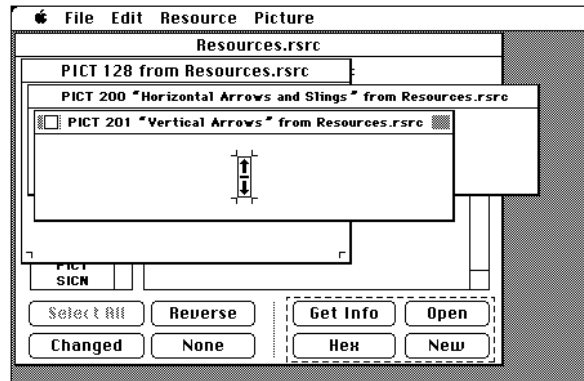 File Edit Resource Picture
Resources.rsrc
PICT 128 from Resources.rsrc
PICT 200 "Horizontal Arrows and Slings" from Resources.rsrc
PICT 201 "Vertical Arrows" from Resources.rsrc
PICT
SICN
Select All Reverse Get Info Open
Changed None Hex New